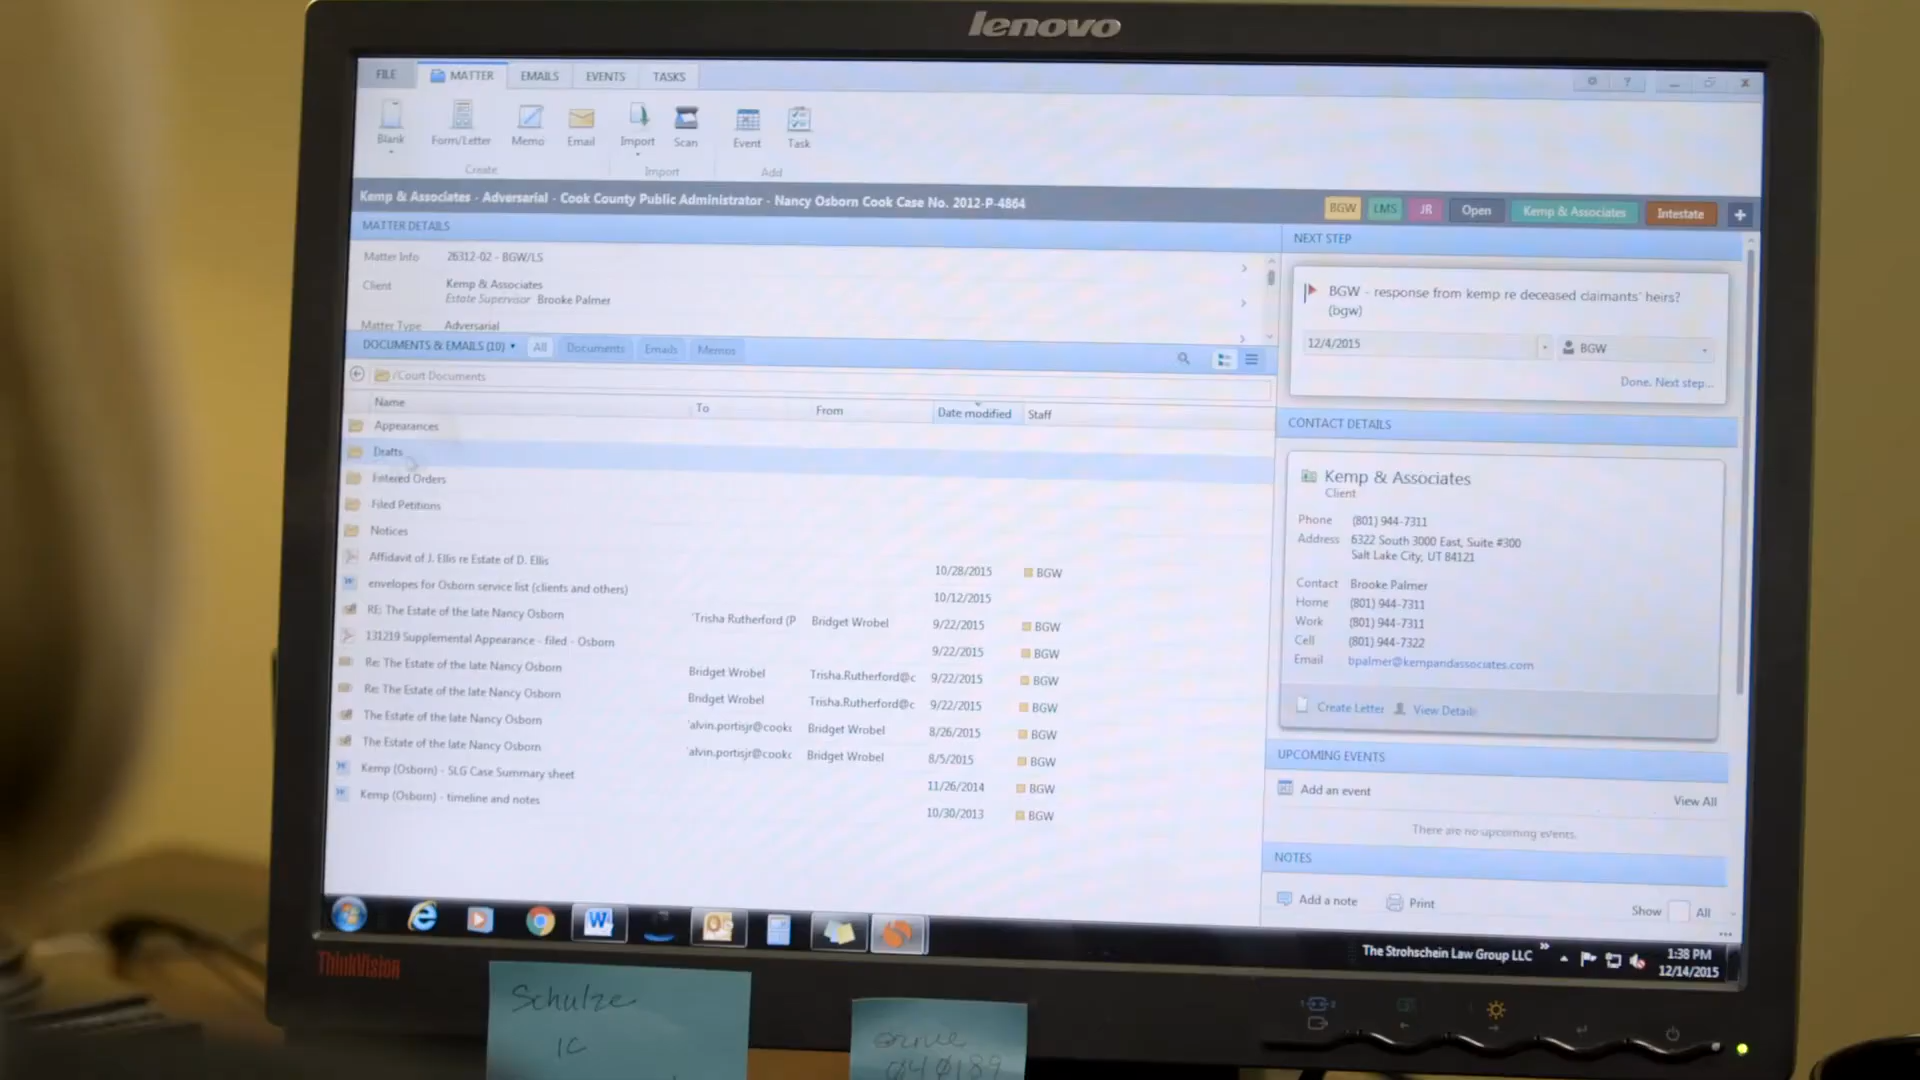 lenovo
FILE MATTER EMAILS EVENTS TASKS
Blank Form/Letter Memo Email Import Scan Event Task
Create Import Add
Kemp & Associates - Adversarial - Cook County Public Administrator - Nancy Osborn Cook Case No. 2012-P-4864
BGW LMS JR Open Kemp & Associates Intestate +
MATTER DETAILS
Matter Info 26312-02 - BGW/LS
Client Kemp & Associates
Estate Supervisor Brooke Palmer
Matter Type Adversarial
DOCUMENTS & EMAILS (10) All Documents Emails Memos
/Court Documents
Name To From Date modified Staff
Appearances
Drafts
Entered Orders
Filed Petitions
Notices
Affidavit of J. Ellis re Estate of D. Ellis 10/28/2015 BGW
envelopes for Osborn service list (clients and others) 10/12/2015
RE: The Estate of the late Nancy Osborn 'Trisha Rutherford (P Bridget Wrobel 9/22/2015 BGW
131219 Supplemental Appearance - filed - Osborn 9/22/2015 BGW
Re: The Estate of the late Nancy Osborn Bridget Wrobel Trisha.Rutherford@c 9/22/2015 BGW
Re: The Estate of the late Nancy Osborn Bridget Wrobel Trisha.Rutherford@c 9/22/2015 BGW
The Estate of the late Nancy Osborn 'alvin.portisjr@cookc Bridget Wrobel 8/26/2015 BGW
The Estate of the late Nancy Osborn 'alvin.portisjr@cookc Bridget Wrobel 8/5/2015 BGW
Kemp (Osborn) - SLG Case Summary sheet 11/26/2014 BGW
Kemp (Osborn) - timeline and notes 10/30/2013 BGW
NEXT STEP
BGW - response from kemp re deceased claimants' heirs?
(bgw)
12/4/2015 BGW
Done. Next step...
CONTACT DETAILS
Kemp & Associates
Client
Phone (801) 944-7311
Address 6322 South 3000 East, Suite #300
Salt Lake City, UT 84121
Contact Brooke Palmer
Home (801) 944-7311
Work (801) 944-7311
Cell (801) 944-7322
Email bpalmer@kempandassociates.com
Create Letter View Details
UPCOMING EVENTS
Add an event View All
There are no upcoming events.
NOTES
Add a note Print Show All
The Strohschein Law Group LLC 1:38 PM
12/14/2015
ThinkVision
Schulze
1C